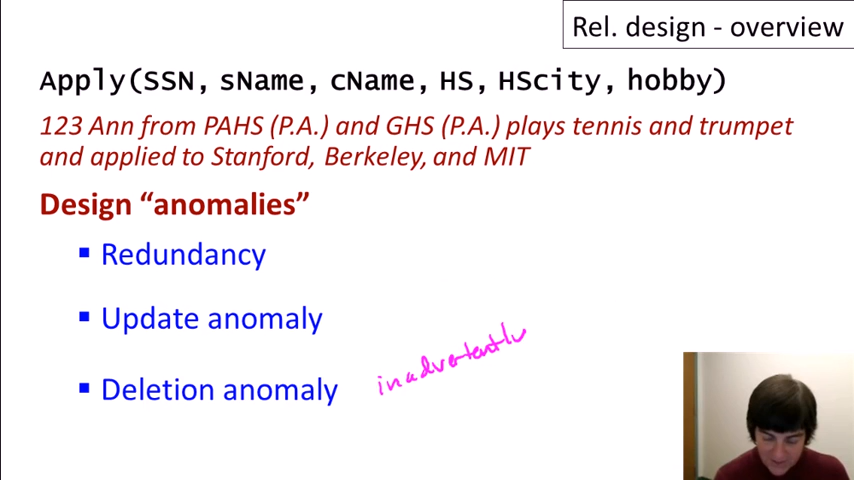 Rel. design - overview
Apply(SSN, sName, cName, HS, HScity, hobby)
123 Ann from PAHS (P.A.) and GHS (P.A.) plays tennis and trumpet
and applied to Stanford, Berkeley, and MIT
Design “anomalies”
▪ Redundancy
▪ Update anomaly
▪ Deletion anomaly
inadvertently